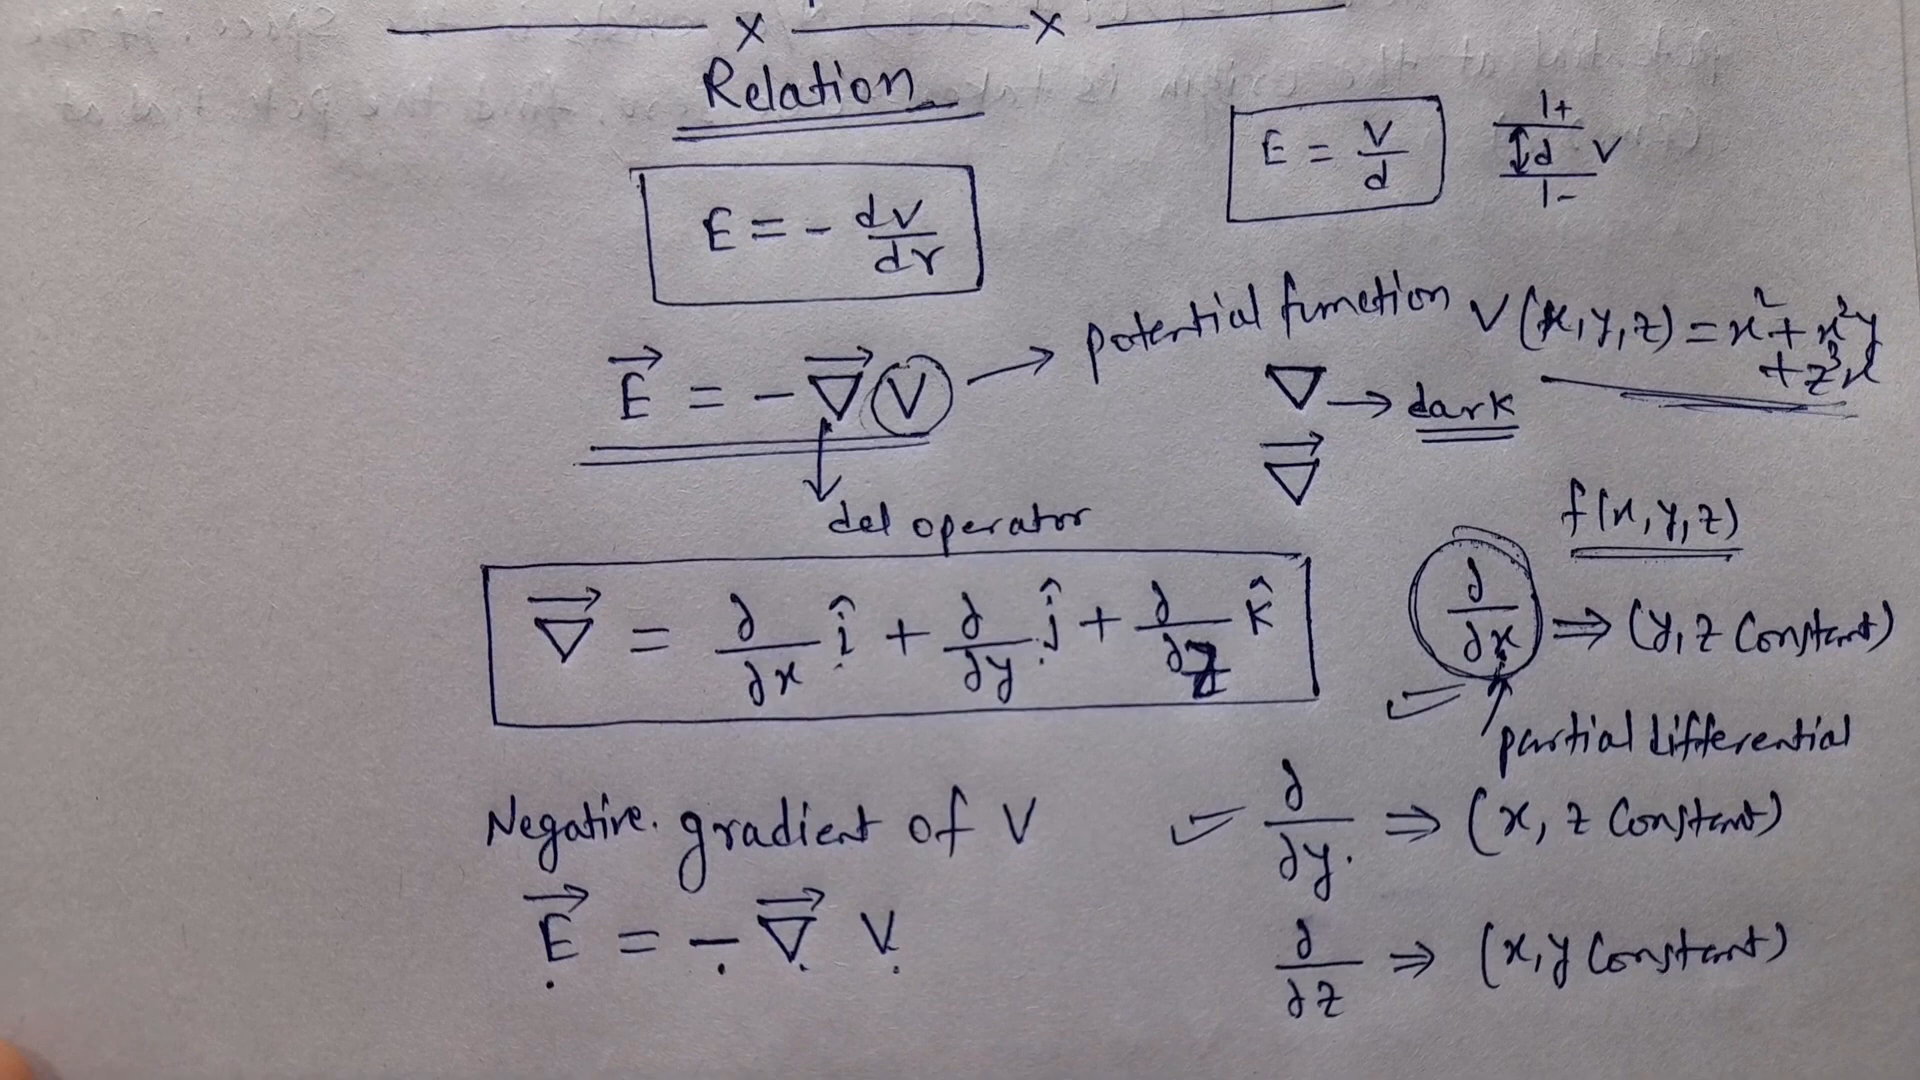 Relation
E = - dV/dr
E = V/d
1+
d V
1-
E⃗ = - ∇⃗ V → potential function V(x,y,z) = x² + x²y
+ z³x
∇ → dark
∇⃗
del operator
f(x,y,z)
∇⃗ = ∂/∂x î + ∂/∂y ĵ + ∂/∂z k̂
∂/∂x ⇒ (y,z Constant)
partial differential
Negative. gradient of V
∂/∂y. ⇒ (x, z Constant)
E⃗ = - ∇⃗ V
∂/∂z ⇒ (x,y Constant)